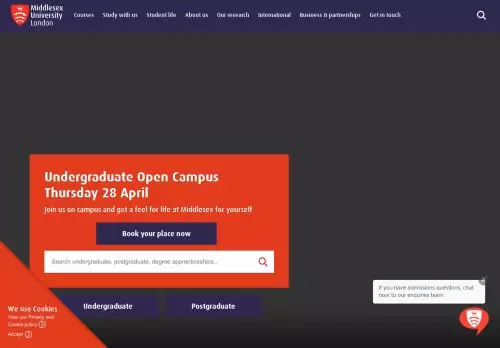 Middlesex
University
London
Courses Study with us Student life About us Our research International Business & partnerships Get in touch
Undergraduate Open Campus
Thursday 28 April
Join us on campus and get a feel for life at Middlesex for yourself
Book your place now
Search undergraduate, postgraduate, degree apprenticeships...
If you have admissions questions, chat
now to our enquiries team
Undergraduate Postgraduate
We use Cookies
View our Privacy and
Cookie policy
Accept